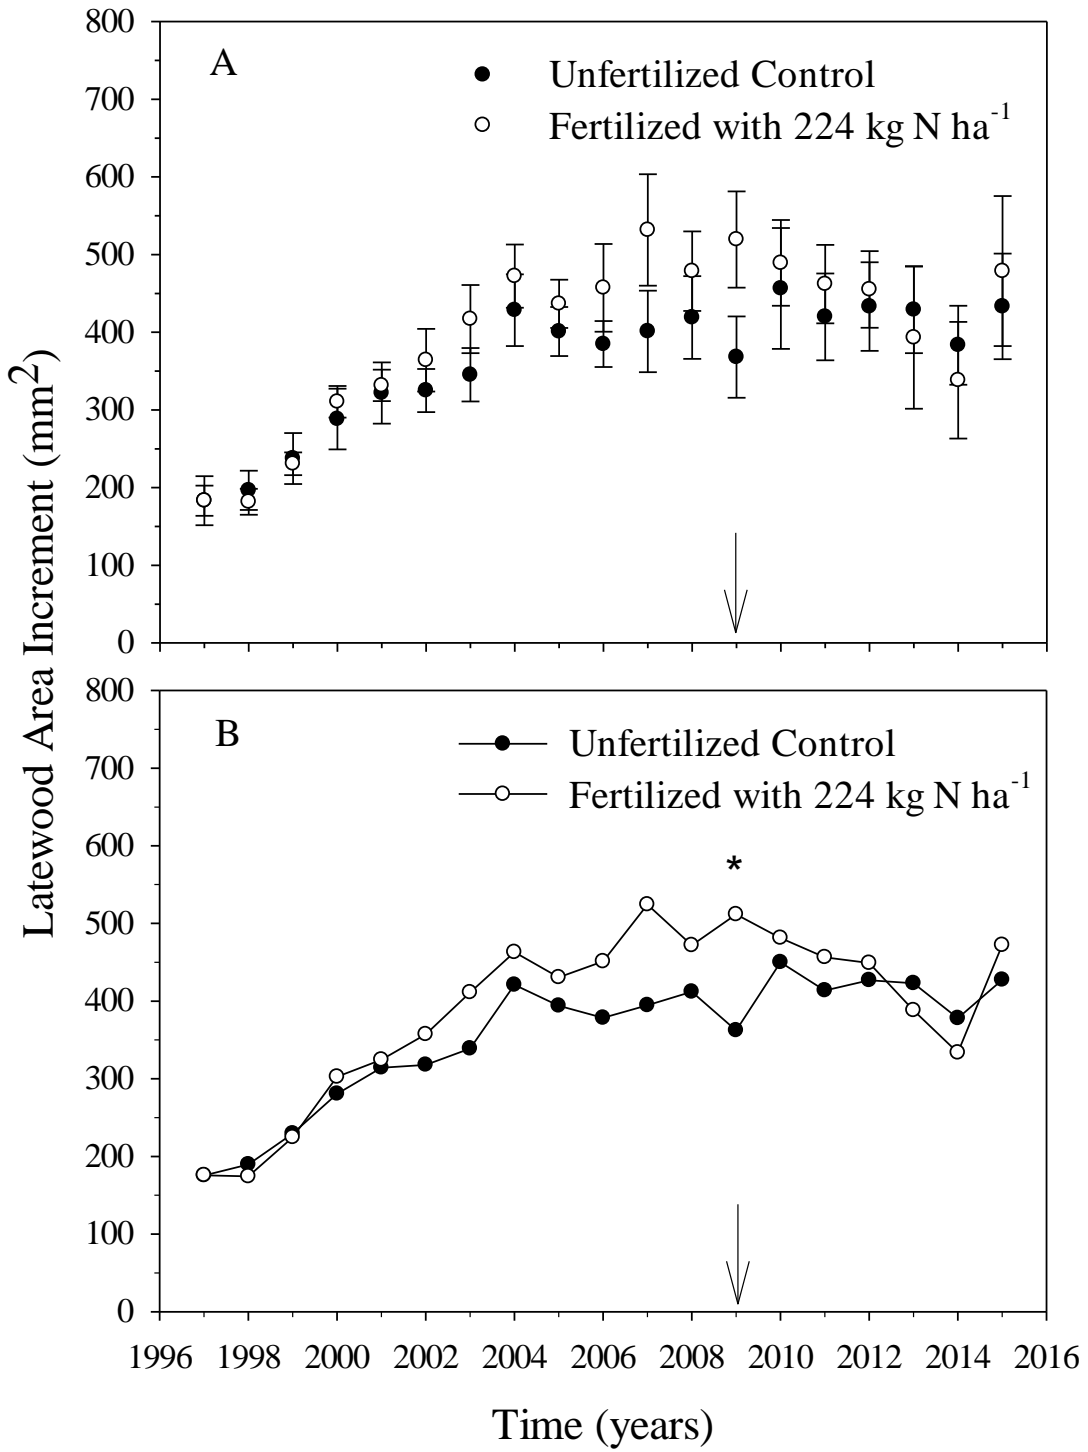 800
A
Unfertilized Control
700
Fertilized with 224 kg N ha-1
600
500
400
300
200
100
0
Latewood Area Increment (mm2)
800
B
Unfertilized Control
700
Fertilized with 224 kg N ha-1
600
*
500
400
300
200
100
0
1996 1998 2000 2002 2004 2006 2008 2010 2012 2014 2016
Time (years)